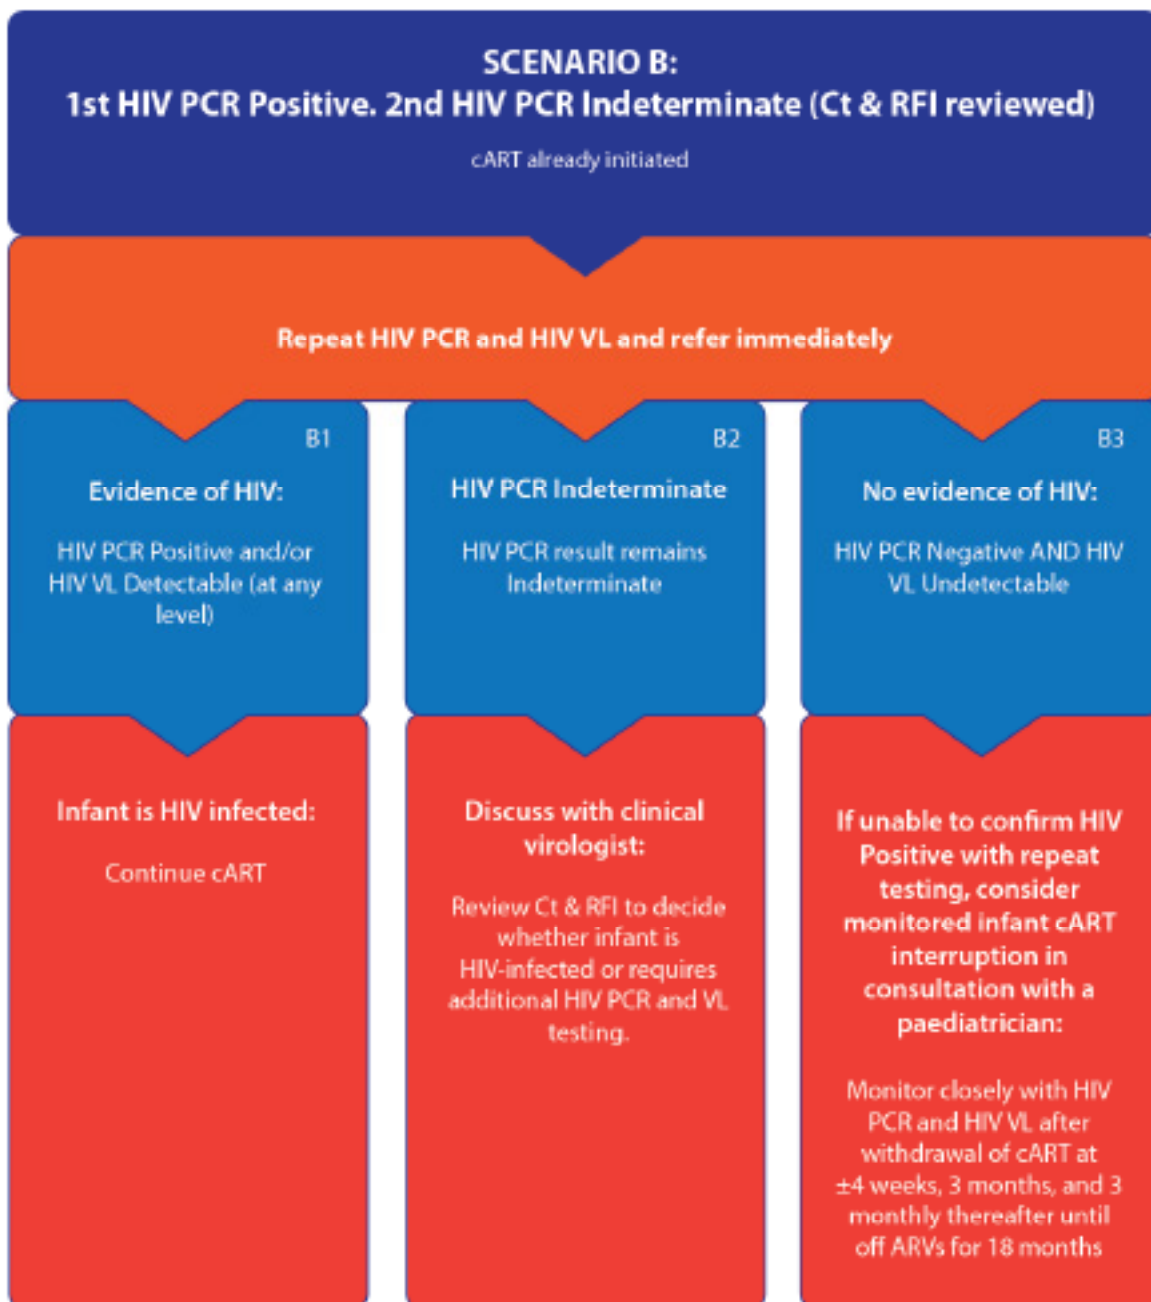 SCENARIO B:
1st HIV PCR Positive. 2nd HIV PCR Indeterminate (Ct & RFI reviewed)
cART already initiated
Repeat HIV PCR and HIV VL and refer immediately
B1
Evidence of HIV:
HIV PCR Positive and/or
HIV VL Detectable (at any
level)
B2
HIV PCR Indeterminate
HIV PCR result remains
Indeterminate
B3
No evidence of HIV:
HIV PCR Negative AND HIV
VL Undetectable
Infant is HIV infected:
Continue cART
Discuss with clinical
virologist:
Review Ct & RFI to decide
whether infant is
HIV-infected or requires
additional HIV PCR and VL
testing.
If unable to confirm HIV
Positive with repeat
testing, consider
monitored infant cART
interruption in
consultation with a
paediatrician:
Monitor closely with HIV
PCR and HIV VL after
withdrawal of cART at
±4 weeks, 3 months, and 3
monthly thereafter until
off ARVs for 18 months